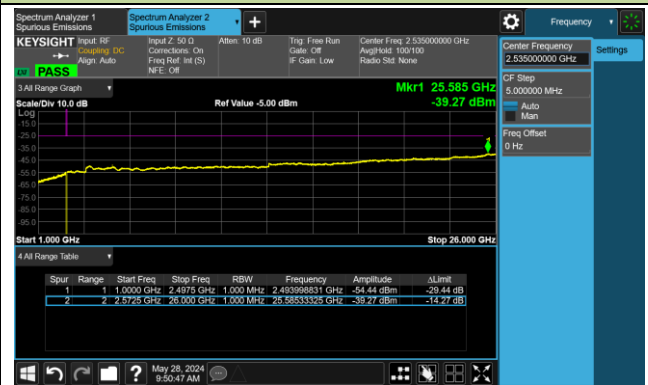 Spectrum Analyzer 1
Spurious Emissions
Spectrum Analyzer 2
Spurious Emissions
Frequency
KEYSIGHT
Input: RF
Coupling: DC
Align: Auto
Input Z: 50 Ω
Corrections: On
Freq Ref: Int (S)
NFE: Off
Atten: 10 dB
Trig: Free Run
Gate: Off
IF Gain: Low
Center Freq: 2.535000000 GHz
Avg|Hold: 100/100
Radio Std: None
PASS
Center Frequency
2.535000000 GHz
Settings
CF Step
5.000000 MHz
Auto
Man
Freq Offset
0 Hz
3 All Range Graph
Mkr1 25.585 GHz
Scale/Div 10.0 dB
Ref Value -5.00 dBm
-39.27 dBm
Log
-15.0
-25.0
-35.0
-45.0
-55.0
-65.0
-75.0
-85.0
-95.0
1
Start 1.000 GHz
Stop 26.000 GHz
4 All Range Table
Spur Range Start Freq Stop Freq RBW Frequency Amplitude ΔLimit
1 1 1.0000 GHz 2.4975 GHz 1.000 MHz 2.493998831 GHz -54.44 dBm -29.44 dB
2 2 2.5725 GHz 26.000 GHz 1.000 MHz 25.58533325 GHz -39.27 dBm -14.27 dB
?
May 28, 2024
9:50:47 AM